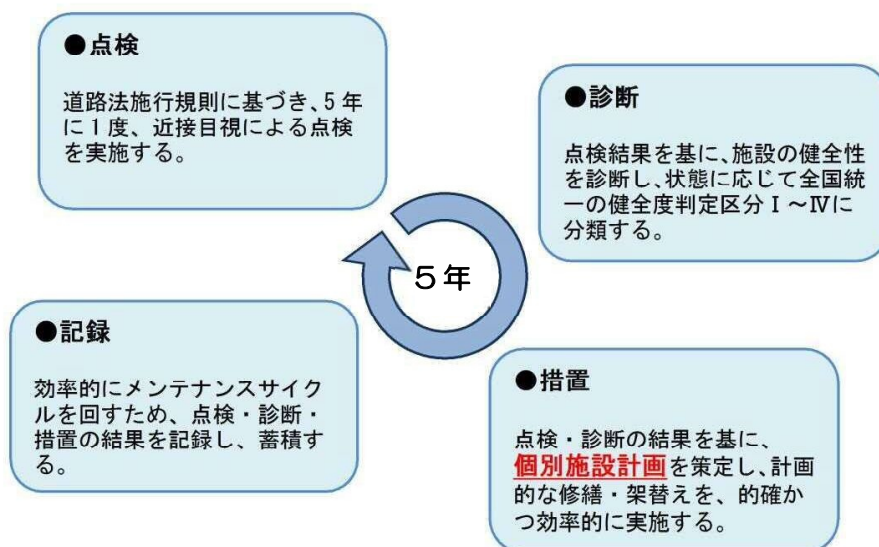 ●点検
道路法施行規則に基づき、5年
に1度、近接目視による点検
を実施する。
●診断
点検結果を基に、施設の健全性
を診断し、状態に応じて全国統
一の健全度判定区分Ⅰ～Ⅳに
分類する。
5年
●記録
効率的にメンテナンスサイク
ルを回すため、点検・診断・
措置の結果を記録し、蓄積す
る。
●措置
点検・診断の結果を基に、
個別施設計画を策定し、計画
的な修繕・架替えを、的確か
つ効率的に実施する。